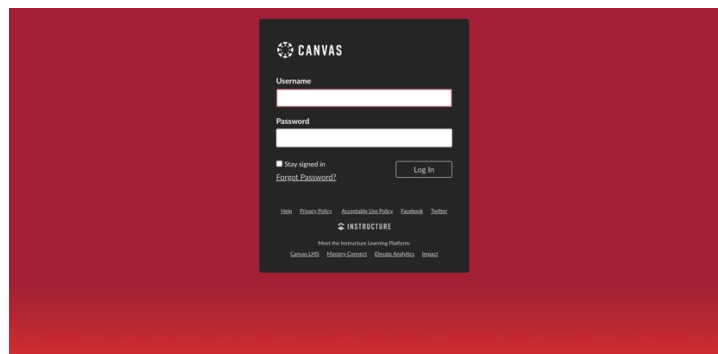 CANVAS
Username
Password
Stay signed in
Log In
Forgot Password?
Help Privacy Policy Acceptable Use Policy Facebook Twitter
INSTRUCTURE
Meet the Instructure Learning Platform:
Canvas LMS Mastery Connect Elevate Analytics Impact